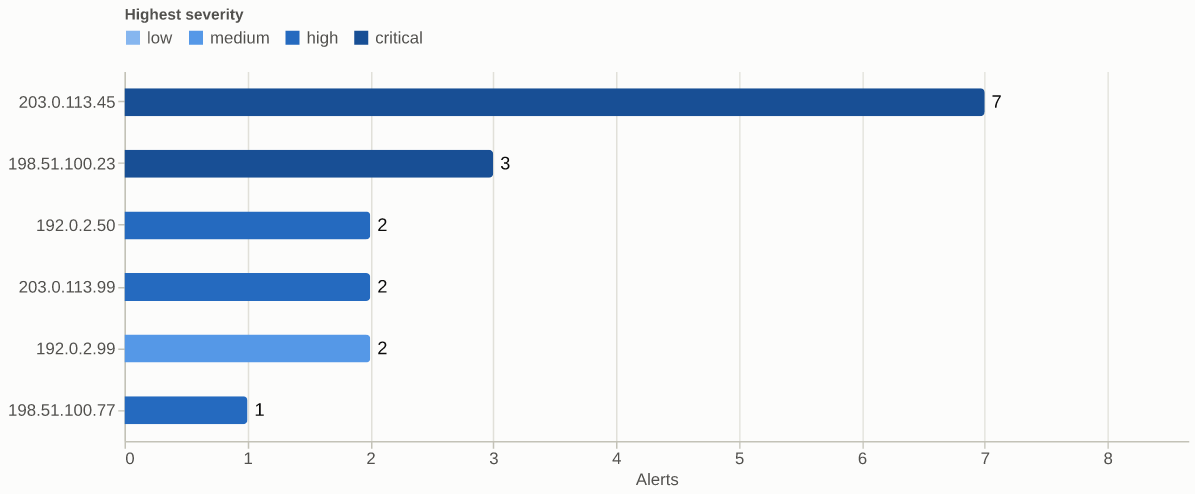 Highest severity
low medium high critical
203.0.113.45 7
198.51.100.23 3
192.0.2.50 2
203.0.113.99 2
192.0.2.99 2
198.51.100.77 1
0 1 2 3 4 5 6 7 8
Alerts